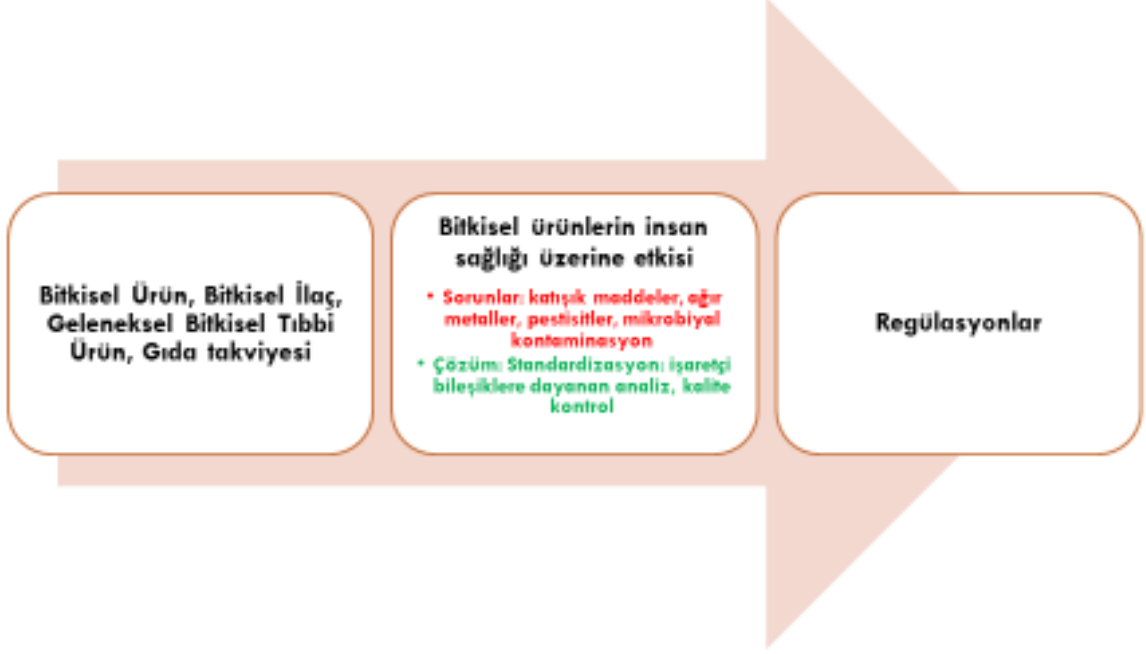 Bitkisel Ürün, Bitkisel İlaç,
Geleneksel Bitkisel Tıbbi
Ürün, Gıda takviyesi
Bitkisel ürünlerin insan
sağlığı üzerine etkisi
• Sorunlar: katışık maddeler, ağır
metaller, pestisitler, mikrobiyal
kontaminasyon
• Çözüm: Standardizasyon: işaretçi
bileşiklere dayanan analiz, kalite
kontrol
Regülasyonlar